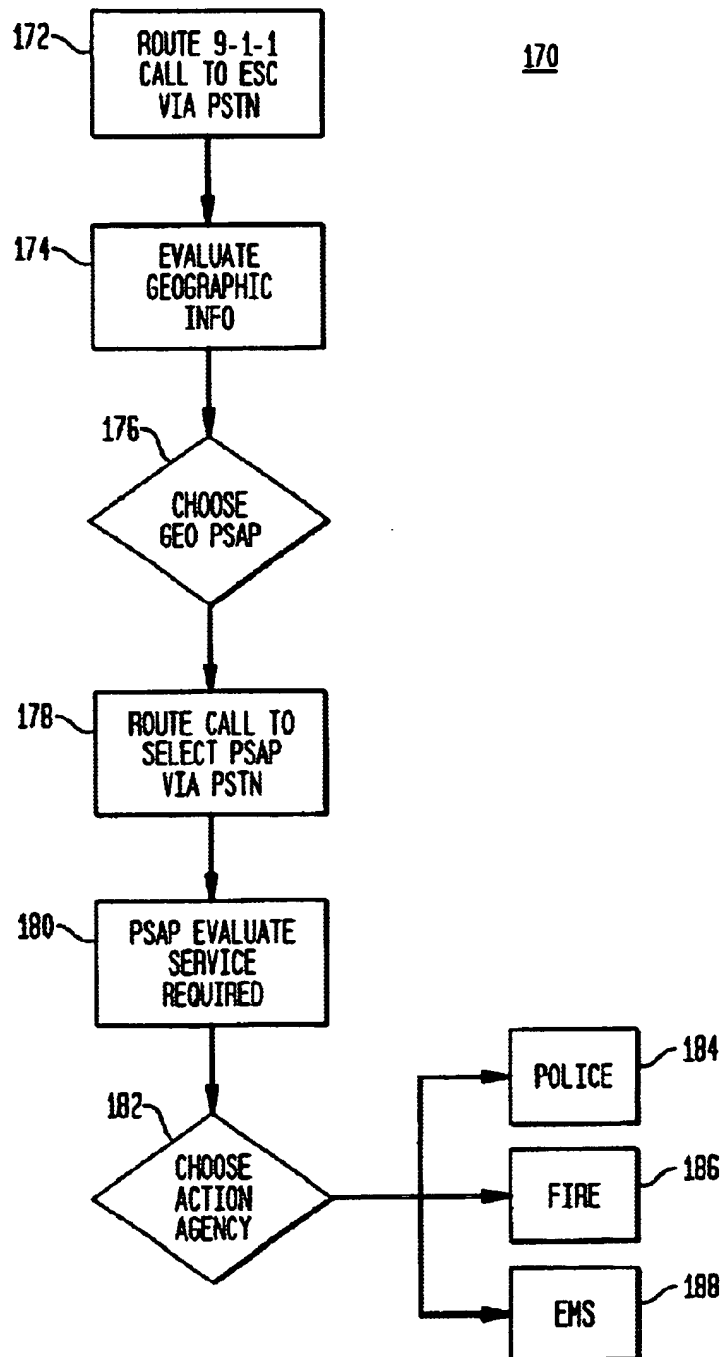 172
ROUTE 9-1-1
CALL TO ESC
VIA PSTN
170
174
EVALUATE
GEOGRAPHIC
INFO
176
CHOOSE
GEO PSAP
178
ROUTE CALL TO
SELECT PSAP
VIA PSTN
180
PSAP EVALUATE
SERVICE
REQUIRED
182
CHOOSE
ACTION
AGENCY
POLICE
184
FIRE
186
EMS
188